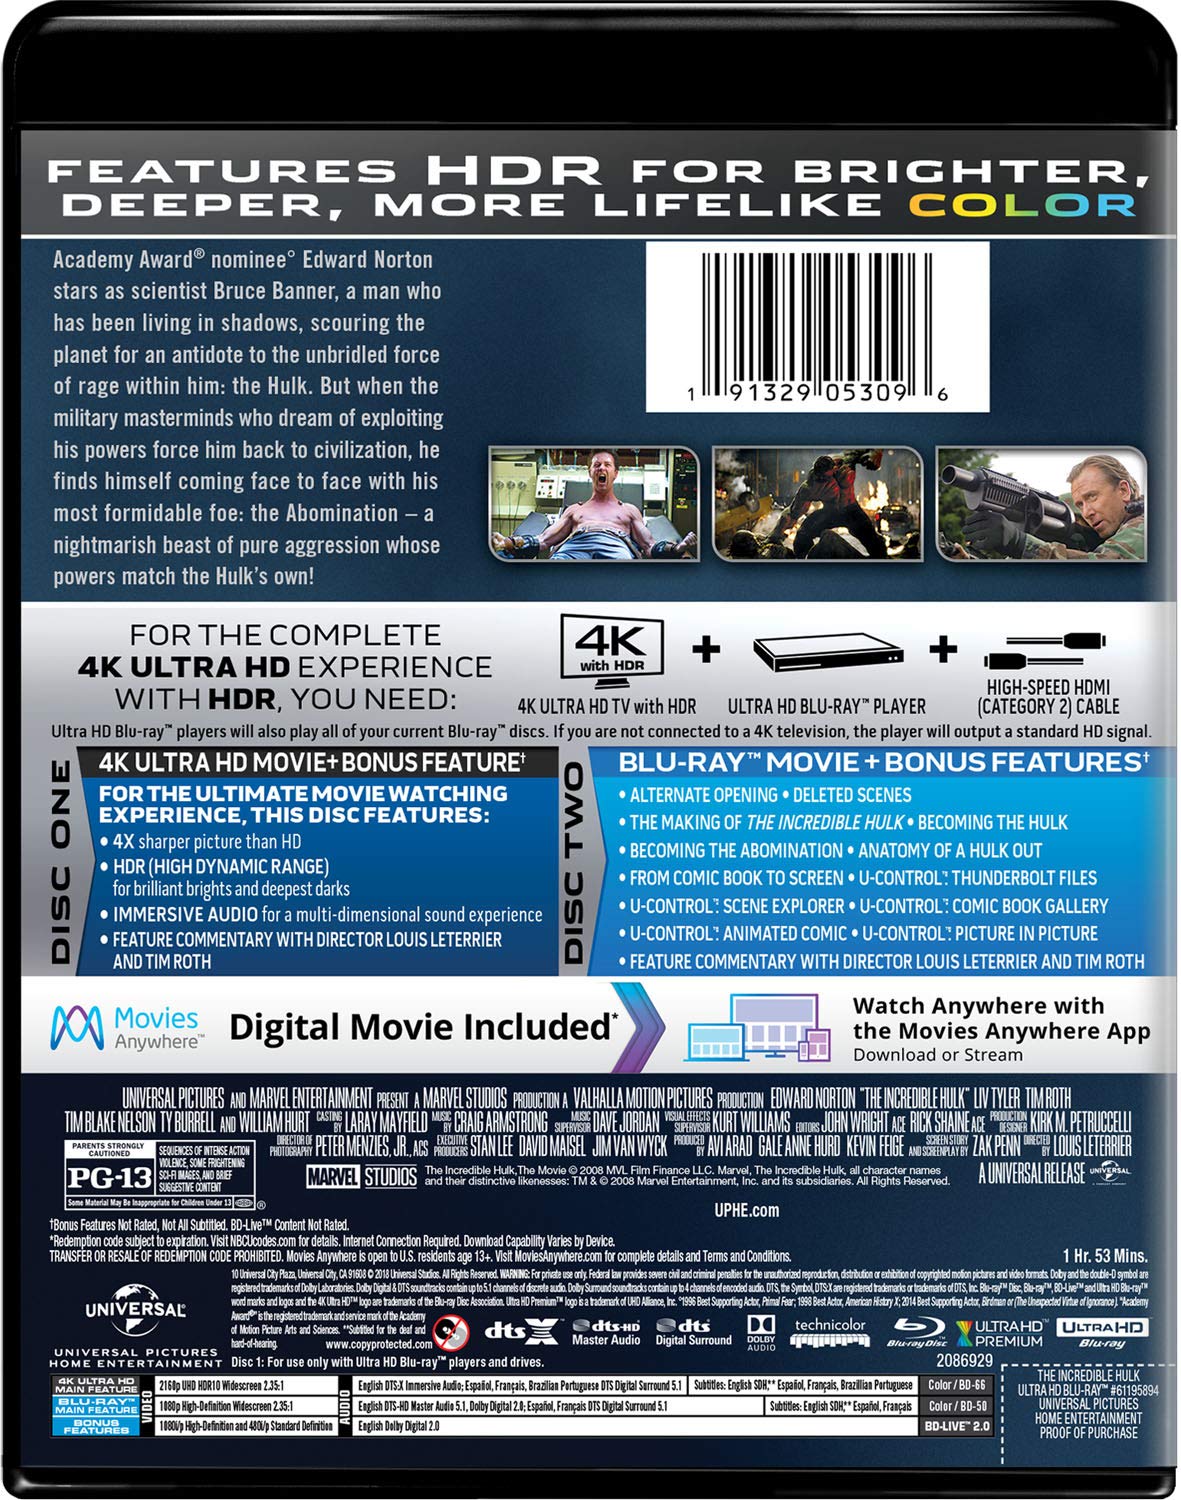 FEATURES HDR FOR BRIGHTER,
DEEPER, MORE LIFELIKE COLOR
Academy Award® nominee° Edward Norton
stars as scientist Bruce Banner, a man who
has been living in shadows, scouring the
planet for an antidote to the unbridled force
of rage within him: the Hulk. But when the
military masterminds who dream of exploiting
his powers force him back to civilization, he
finds himself coming face to face with his
most formidable foe: the Abomination – a
nightmarish beast of pure aggression whose
powers match the Hulk's own!
1 91329 05309 6
FOR THE COMPLETE
4K ULTRA HD EXPERIENCE
WITH HDR, YOU NEED:
4K
with HDR
4K ULTRA HD TV with HDR
+
ULTRA HD BLU-RAY™ PLAYER
+
HIGH-SPEED HDMI
(CATEGORY 2) CABLE
Ultra HD Blu-ray™ players will also play all of your current Blu-ray™ discs. If you are not connected to a 4K television, the player will output a standard HD signal.
DISC ONE
4K ULTRA HD MOVIE+BONUS FEATURE†
FOR THE ULTIMATE MOVIE WATCHING
EXPERIENCE, THIS DISC FEATURES:
• 4X sharper picture than HD
• HDR (HIGH DYNAMIC RANGE)
for brilliant brights and deepest darks
• IMMERSIVE AUDIO for a multi-dimensional sound experience
• FEATURE COMMENTARY WITH DIRECTOR LOUIS LETERRIER
AND TIM ROTH
DISC TWO
BLU-RAY™ MOVIE+BONUS FEATURES†
• ALTERNATE OPENING • DELETED SCENES
• THE MAKING OF THE INCREDIBLE HULK • BECOMING THE HULK
• BECOMING THE ABOMINATION • ANATOMY OF A HULK OUT
• FROM COMIC BOOK TO SCREEN • U-CONTROL™: THUNDERBOLT FILES
• U-CONTROL™: SCENE EXPLORER • U-CONTROL™: COMIC BOOK GALLERY
• U-CONTROL™: ANIMATED COMIC • U-CONTROL™: PICTURE IN PICTURE
• FEATURE COMMENTARY WITH DIRECTOR LOUIS LETERRIER AND TIM ROTH
Movies
Anywhere™
Digital Movie Included*
Watch Anywhere with
the Movies Anywhere App
Download or Stream
UNIVERSAL PICTURES AND MARVEL ENTERTAINMENT PRESENT A MARVEL STUDIOS PRODUCTION A VALHALLA MOTION PICTURES PRODUCTION EDWARD NORTON "THE INCREDIBLE HULK" LIV TYLER TIM ROTH
TIM BLAKE NELSON TY BURRELL AND WILLIAM HURT CASTING BY LARAY MAYFIELD MUSIC BY CRAIG ARMSTRONG MUSIC SUPERVISOR DAVE JORDAN VISUAL EFFECTS SUPERVISOR KURT WILLIAMS EDITORS JOHN WRIGHT ACE RICK SHAINE ACE PRODUCTION DESIGNER KIRK M. PETRUCCELLI
DIRECTOR OF PHOTOGRAPHY PETER MENZIES, JR., ACS EXECUTIVE PRODUCERS STAN LEE DAVID MAISEL JIM VAN WYCK PRODUCED BY AVI ARAD GALE ANNE HURD KEVIN FEIGE SCREEN STORY AND SCREENPLAY BY ZAK PENN DIRECTED BY LOUIS LETERRIER
PARENTS STRONGLY CAUTIONED
PG-13
SEQUENCES OF INTENSE ACTION
VIOLENCE, SOME FRIGHTENING
SCI-FI IMAGES, AND BRIEF
SUGGESTIVE CONTENT
Some Material May Be Inappropriate for Children Under 13
®
MARVEL STUDIOS
The Incredible Hulk,The Movie © 2008 MVL Film Finance LLC. Marvel, The Incredible Hulk, all character names
and their distinctive likenesses: TM & © 2008 Marvel Entertainment, Inc. and its subsidiaries. All Rights Reserved.
A UNIVERSAL RELEASE
UNIVERSAL
UPHE.com
†Bonus Features Not Rated, Not All Subtitled. BD-Live™ Content Not Rated.
*Redemption code subject to expiration. Visit NBCUcodes.com for details. Internet Connection Required. Download Capability Varies by Device.
TRANSFER OR RESALE OF REDEMPTION CODE PROHIBITED. Movies Anywhere is open to U.S. residents age 13+. Visit MoviesAnywhere.com for complete details and Terms and Conditions.
1 Hr. 53 Mins.
10 Universal City Plaza, Universal City, CA 91608 © 2018 Universal Studios. All Rights Reserved. WARNING: For private use only. Federal law provides severe civil and criminal penalties for the unauthorized reproduction, distribution or exhibition of copyrighted motion pictures and video formats. Dolby and the double-D symbol are
registered trademarks of Dolby Laboratories. Dolby Digital & DTS soundtracks contain up to 5.1 channels of discrete audio. Dolby Surround soundtracks contain up to 4 channels of encoded audio. DTS, the Symbol, DTS:X are registered trademarks or trademarks of DTS, Inc. Blu-ray™ Disc, Blu-ray™, BD-Live™ and Ultra HD Blu-ray™
word marks and logos and the 4K Ultra HD™ logo are trademarks of the Blu-ray Disc Association. Ultra HD Premium™ logo is a trademark of UHD Alliance, Inc. °1996 Best Supporting Actor, Primal Fear; 1998 Best Actor, American History X; 2014 Best Supporting Actor, Birdman or (The Unexpected Virtue of Ignorance). "Academy
Award®" is the registered trademark and service mark of the Academy
of Motion Picture Arts and Sciences. **Subtitled for the deaf and
hard-of-hearing.
www.copyprotected.com
UNIVERSAL
UNIVERSAL PICTURES
HOME ENTERTAINMENT
dts X
dts-HD
Master Audio
dts
Digital Surround
DOLBY
AUDIO
technicolor
Blu-ray Disc
ULTRA HD
PREMIUM
ULTRA HD
Blu-ray
Disc 1: For use only with Ultra HD Blu-ray™ players and drives.
2086929
4K ULTRA HD
MAIN FEATURE
BLU-RAY™
MAIN FEATURE
BONUS
FEATURES
VIDEO
2160p UHD HDR10 Widescreen 2.35:1
1080p High-Definition Widescreen 2.35:1
1080i/p High-Definition and 480i/p Standard Definition
AUDIO
English DTS:X Immersive Audio; Español, Français, Brazilian Portuguese DTS Digital Surround 5.1
Subtitles: English SDH,** Español, Français, Brazillian Portuguese
Color / BD-66
English DTS-HD Master Audio 5.1, Dolby Digital 2.0; Español, Français DTS Digital Surround 5.1
Subtitles: English SDH,** Español, Français
Color / BD-50
English Dolby Digital 2.0
BD-LIVE™ 2.0
THE INCREDIBLE HULK
ULTRA HD BLU-RAY™ #61195894
UNIVERSAL PICTURES
HOME ENTERTAINMENT
PROOF OF PURCHASE